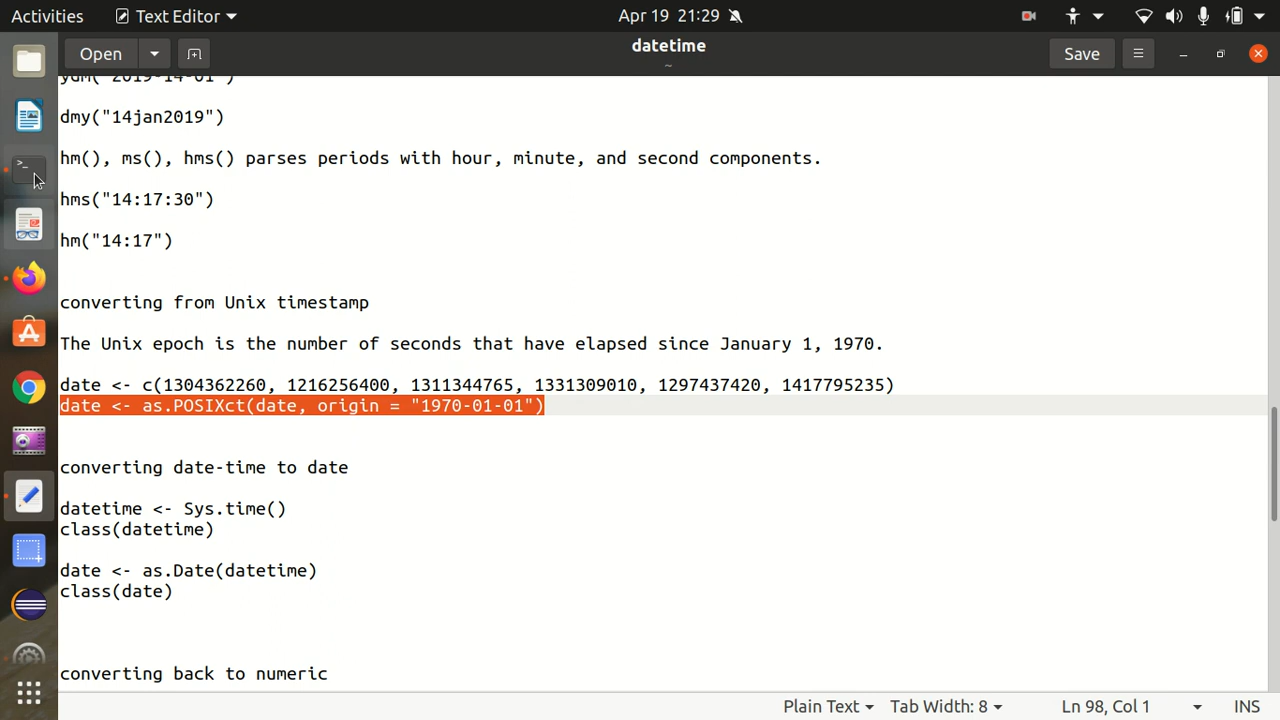 Activities
Text Editor
Apr 19 21:29
Open
datetime
~
Save
ydm("2019-14-01")
dmy("14jan2019")
hm(), ms(), hms() parses periods with hour, minute, and second components.
hms("14:17:30")
hm("14:17")
converting from Unix timestamp
The Unix epoch is the number of seconds that have elapsed since January 1, 1970.
date <- c(1304362260, 1216256400, 1311344765, 1331309010, 1297437420, 1417795235)
date <- as.POSIXct(date, origin = "1970-01-01")
converting date-time to date
datetime <- Sys.time()
class(datetime)
date <- as.Date(datetime)
class(date)
converting back to numeric
Plain Text
Tab Width: 8
Ln 98, Col 1
INS